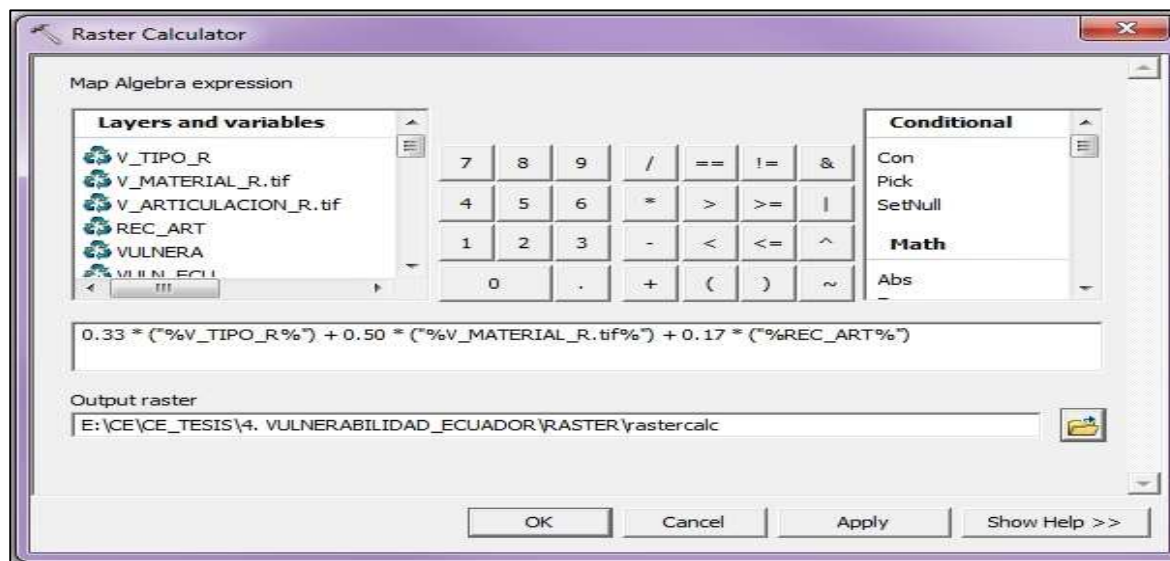 Raster Calculator
Map Algebra expression
Layers and variables
V_TIPO_R
V_MATERIAL_R.tif
V_ARTICULACION_R.tif
REC_ART
VULNERA
VULN_ECU
7 8 9 / == != &
4 5 6 * > >= |
1 2 3 - < <= ^
0 . + ( ) ~
Conditional
Con
Pick
SetNull
Math
Abs
0.33 * ("%V_TIPO_R%") + 0.50 * ("%V_MATERIAL_R.tif%") + 0.17 * ("%REC_ART%")
Output raster
E:\CE\CE_TESIS\4. VULNERABILIDAD_ECUADOR\RASTER\rastercalc
OK Cancel Apply Show Help >>